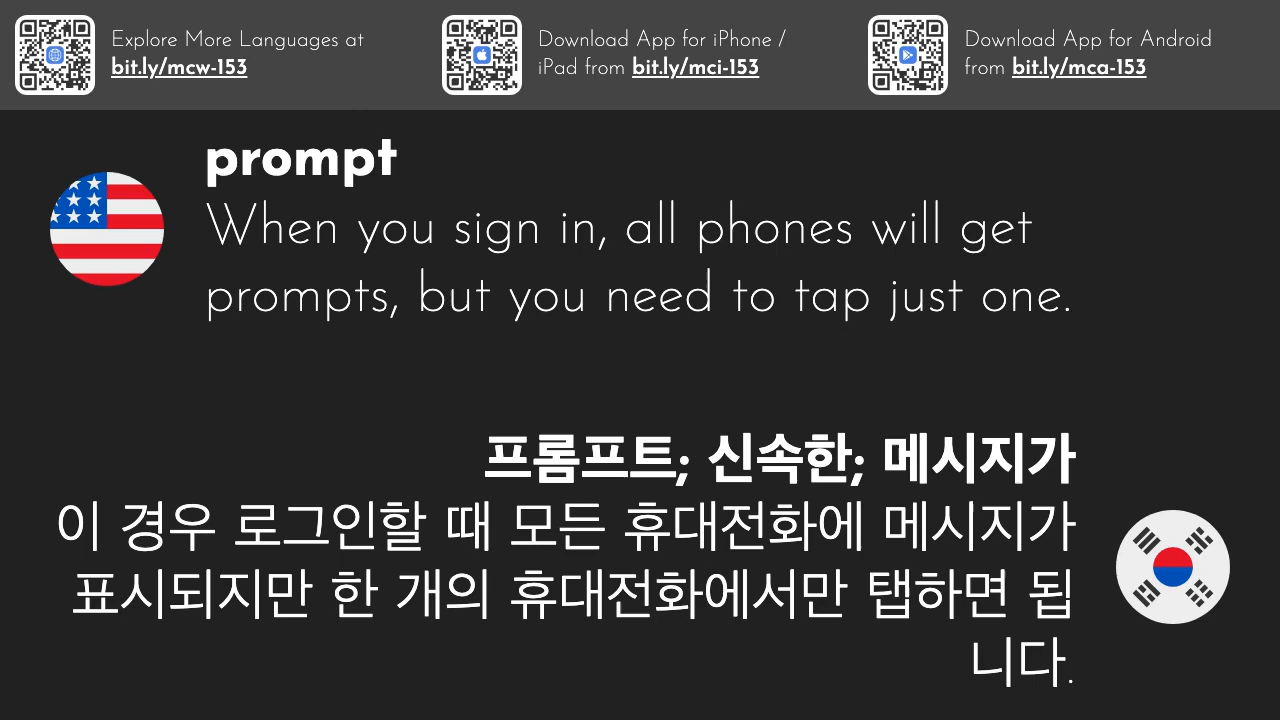 Explore More Languages at
bit.ly/mcw-153
Download App for iPhone /
iPad from bit.ly/mci-153
Download App for Android
from bit.ly/mca-153
prompt
When you sign in, all phones will get
prompts, but you need to tap just one.
프롬프트; 신속한; 메시지가
이 경우 로그인할 때 모든 휴대전화에 메시지가
표시되지만 한 개의 휴대전화에서만 탭하면 됩
니다.